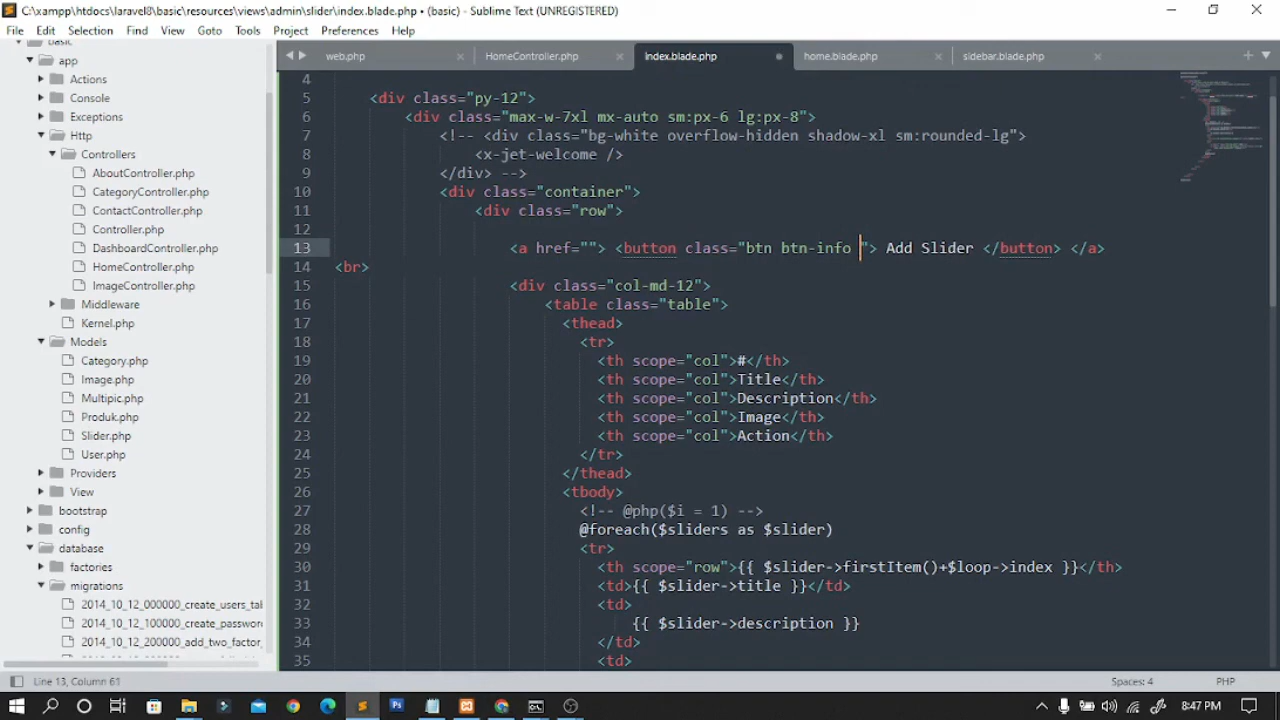 C:\xampp\htdocs\laravel8\basic\resources\views\admin\slider\index.blade.php • (basic) - Sublime Text (UNREGISTERED)
File Edit Selection Find View Goto Tools Project Preferences Help
web.php HomeController.php index.blade.php home.blade.php sidebar.blade.php
basic
app
Actions
Console
Exceptions
Http
Controllers
AboutController.php
CategoryController.php
ContactController.php
Controller.php
DashboardController.php
HomeController.php
ImageController.php
Middleware
Kernel.php
Models
Category.php
Image.php
Multipic.php
Produk.php
Slider.php
User.php
Providers
View
bootstrap
config
database
factories
migrations
2014_10_12_000000_create_users_tal
2014_10_12_100000_create_password
2014_10_12_200000_add_two_factor_
4
5 <div class="py-12">
6 <div class="max-w-7xl mx-auto sm:px-6 lg:px-8">
7 <!-- <div class="bg-white overflow-hidden shadow-xl sm:rounded-lg">
8 <x-jet-welcome />
9 </div> -->
10 <div class="container">
11 <div class="row">
12
13 <a href=""> <button class="btn btn-info "> Add Slider </button> </a>
14 <br>
15 <div class="col-md-12">
16 <table class="table">
17 <thead>
18 <tr>
19 <th scope="col">#</th>
20 <th scope="col">Title</th>
21 <th scope="col">Description</th>
22 <th scope="col">Image</th>
23 <th scope="col">Action</th>
24 </tr>
25 </thead>
26 <tbody>
27 <!-- @php($i = 1) -->
28 @foreach($sliders as $slider)
29 <tr>
30 <th scope="row">{{ $slider->firstItem()+$loop->index }}</th>
31 <td>{{ $slider->title }}</td>
32 <td>
33 {{ $slider->description }}
34 </td>
35 <td>
Line 13, Column 61 Spaces: 4 PHP
8:47 PM